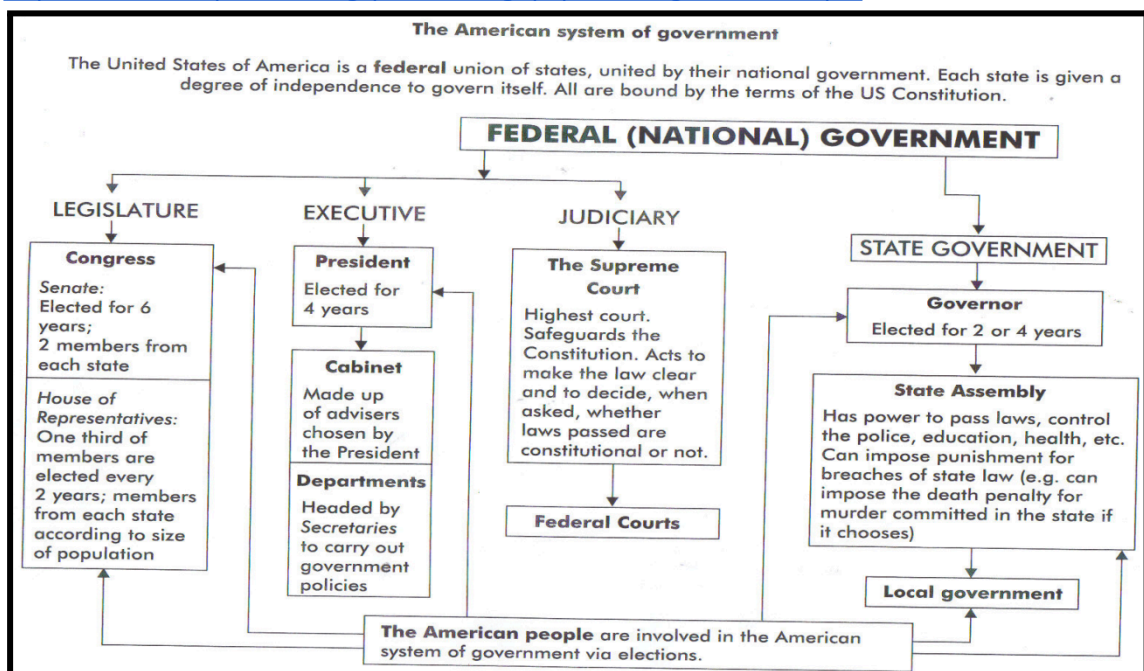 The American system of government
The United States of America is a federal union of states, united by their national government. Each state is given a
degree of independence to govern itself. All are bound by the terms of the US Constitution.
FEDERAL (NATIONAL) GOVERNMENT
LEGISLATURE
Congress
Senate:
Elected for 6
years;
2 members from
each state
House of
Representatives:
One third of
members are
elected every
2 years; members
from each state
according to size
of population
EXECUTIVE
President
Elected for
4 years
Cabinet
Made up
of advisers
chosen by
the President
Departments
Headed by
Secretaries
to carry out
government
policies
JUDICIARY
The Supreme
Court
Highest court.
Safeguards the
Constitution. Acts to
make the law clear
and to decide, when
asked, whether
laws passed are
constitutional or not.
Federal Courts
STATE GOVERNMENT
Governor
Elected for 2 or 4 years
State Assembly
Has power to pass laws, control
the police, education, health, etc.
Can impose punishment for
breaches of state law (e.g. can
impose the death penalty for
murder committed in the state if
it chooses)
Local government
The American people are involved in the American
system of government via elections.